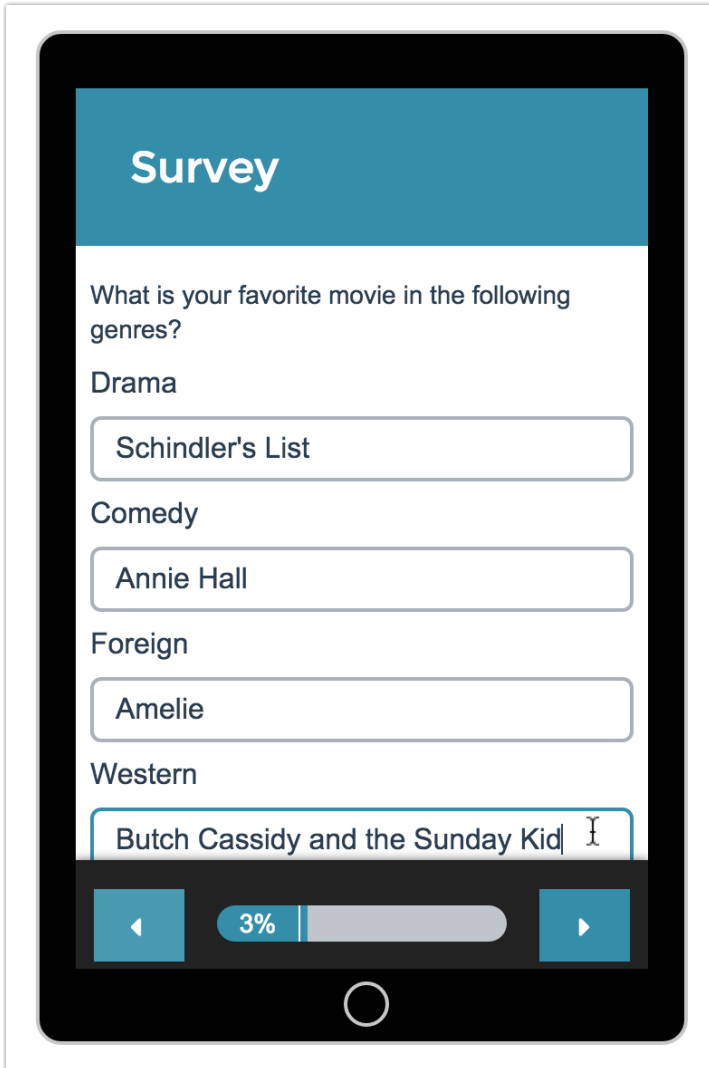 Survey
What is your favorite movie in the following
genres?
Drama
Schindler's List
Comedy
Annie Hall
Foreign
Amelie
Western
Butch Cassidy and the Sunday Kid
3%